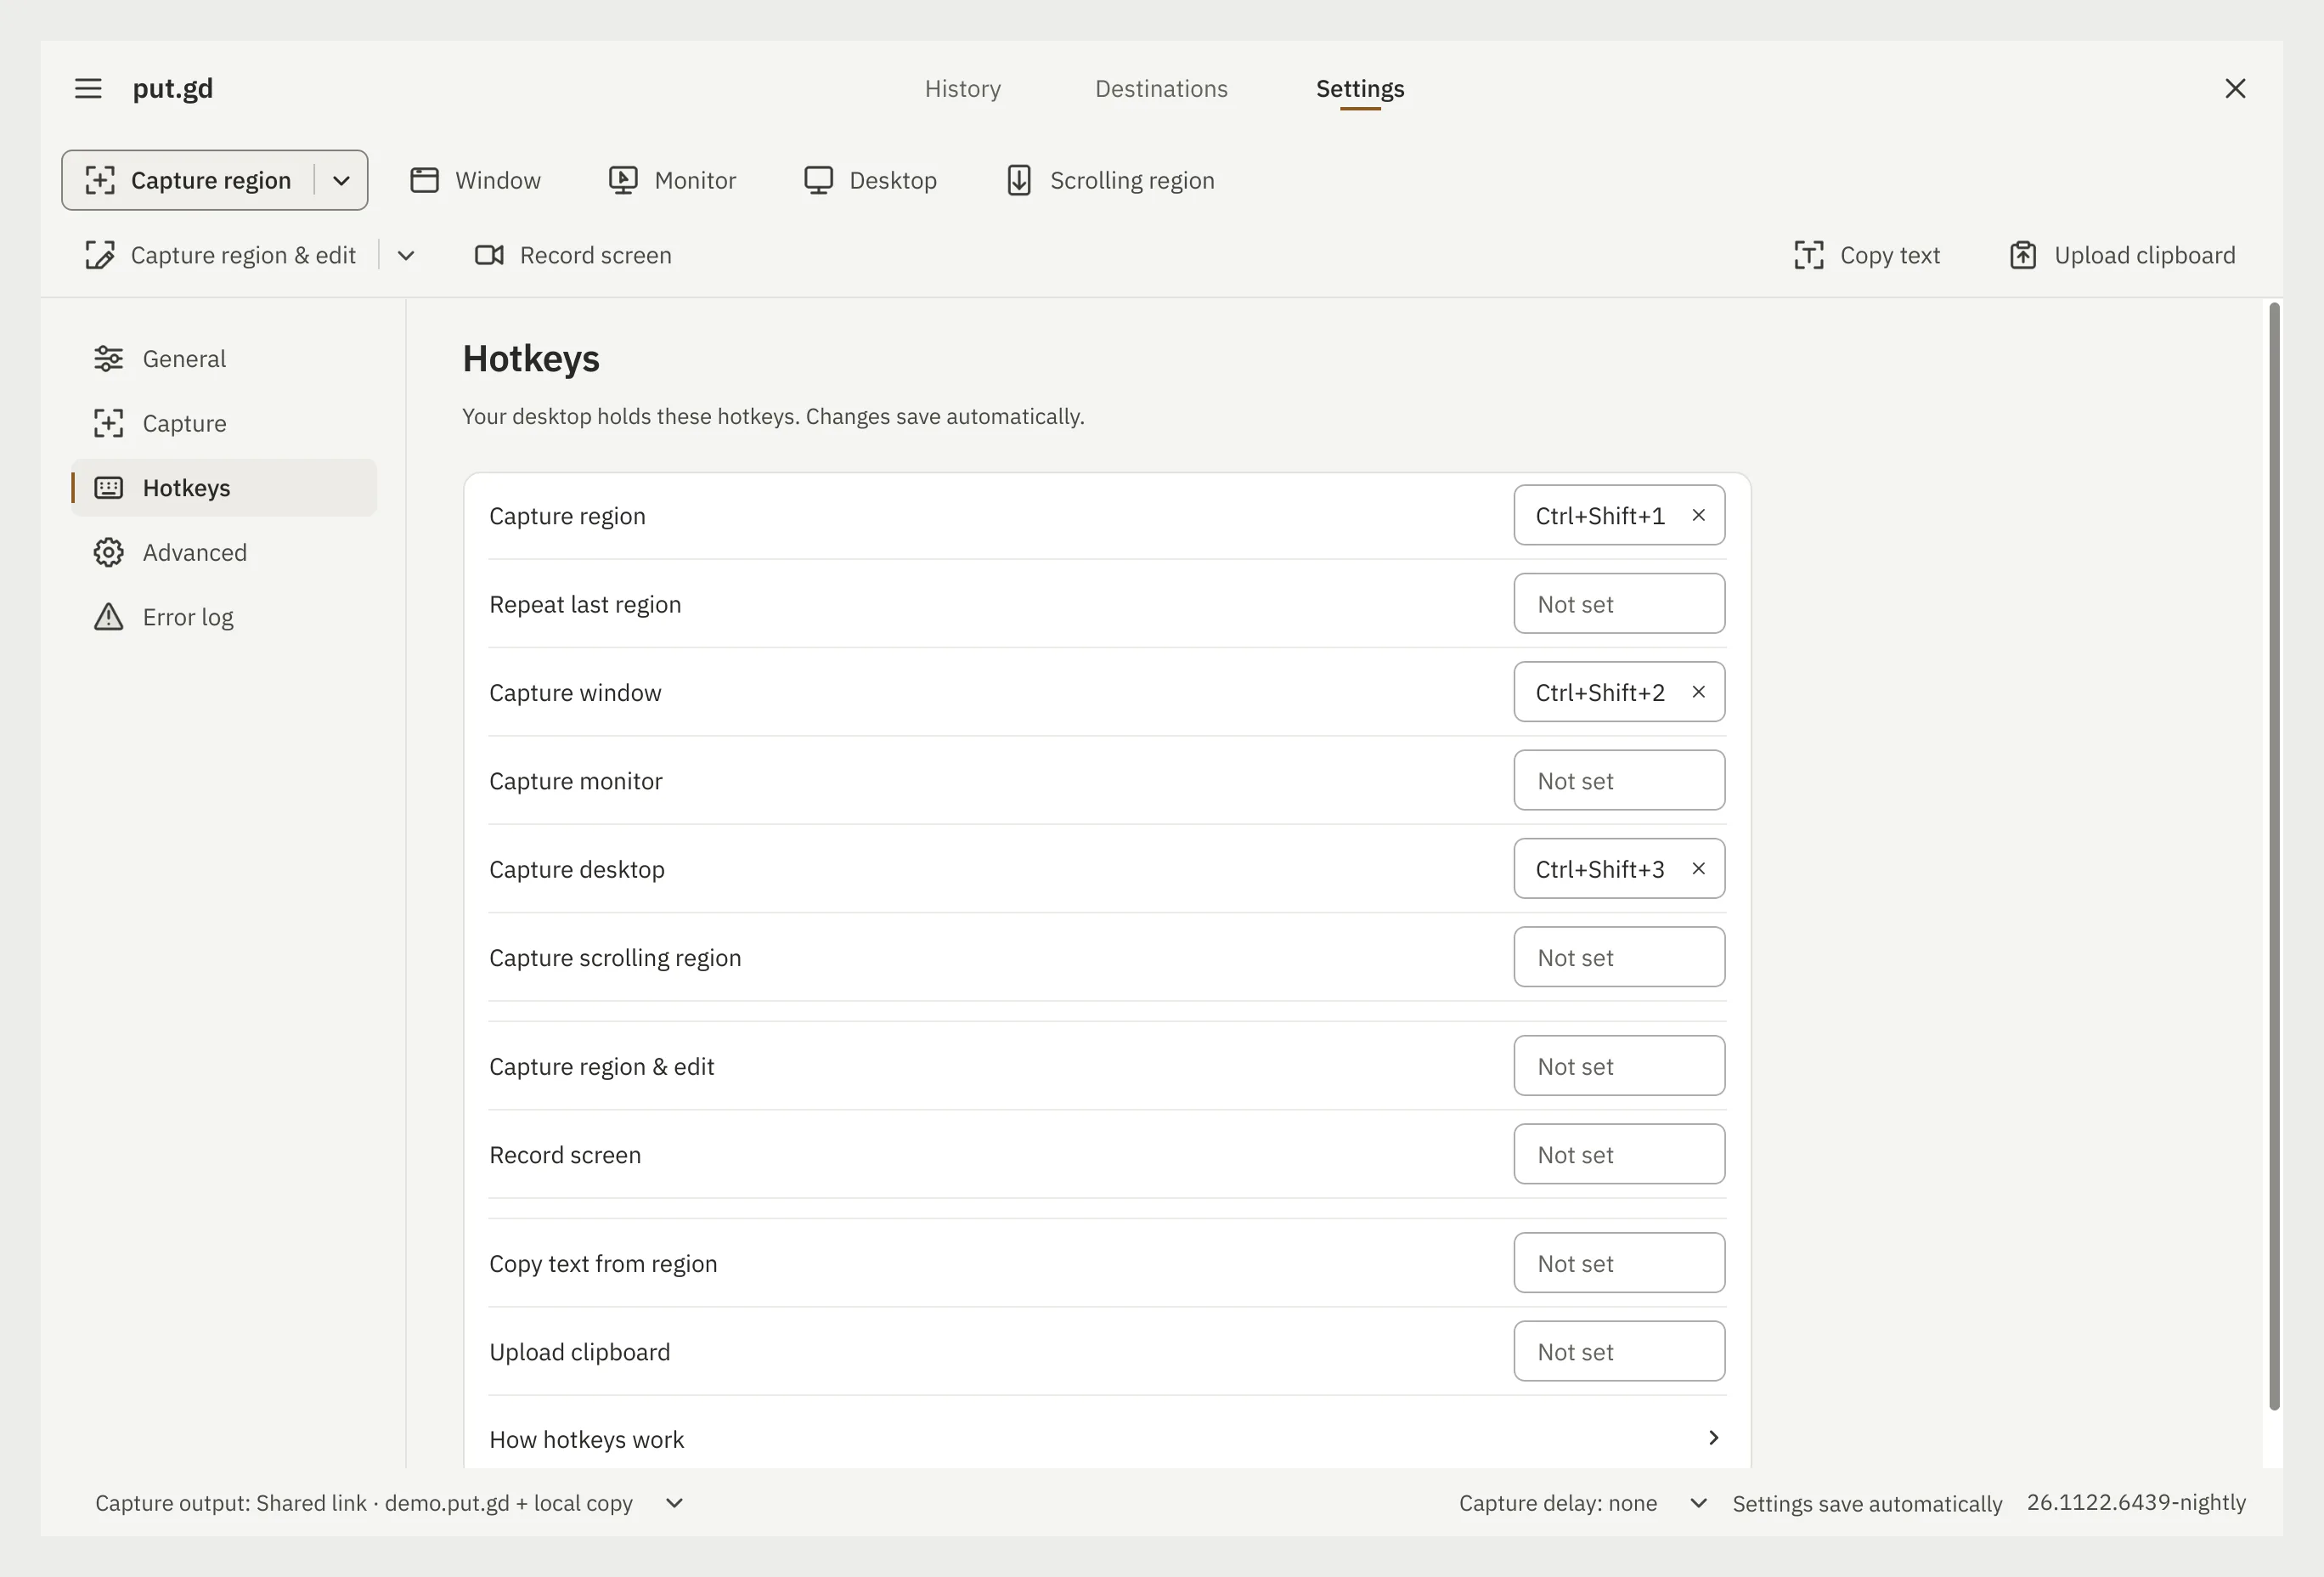 put.gd
History
Destinations
Settings
Capture region
Window
Monitor
Desktop
Scrolling region
Capture region & edit
Record screen
Copy text
Upload clipboard
General
Capture
Hotkeys
Advanced
Error log
Hotkeys
Your desktop holds these hotkeys. Changes save automatically.
Capture region
Ctrl+Shift+1
Repeat last region
Not set
Capture window
Ctrl+Shift+2
Capture monitor
Not set
Capture desktop
Ctrl+Shift+3
Capture scrolling region
Not set
Capture region & edit
Not set
Record screen
Not set
Copy text from region
Not set
Upload clipboard
Not set
How hotkeys work
Capture output: Shared link · demo.put.gd + local copy
Capture delay: none
Settings save automatically
26.1122.6439-nightly